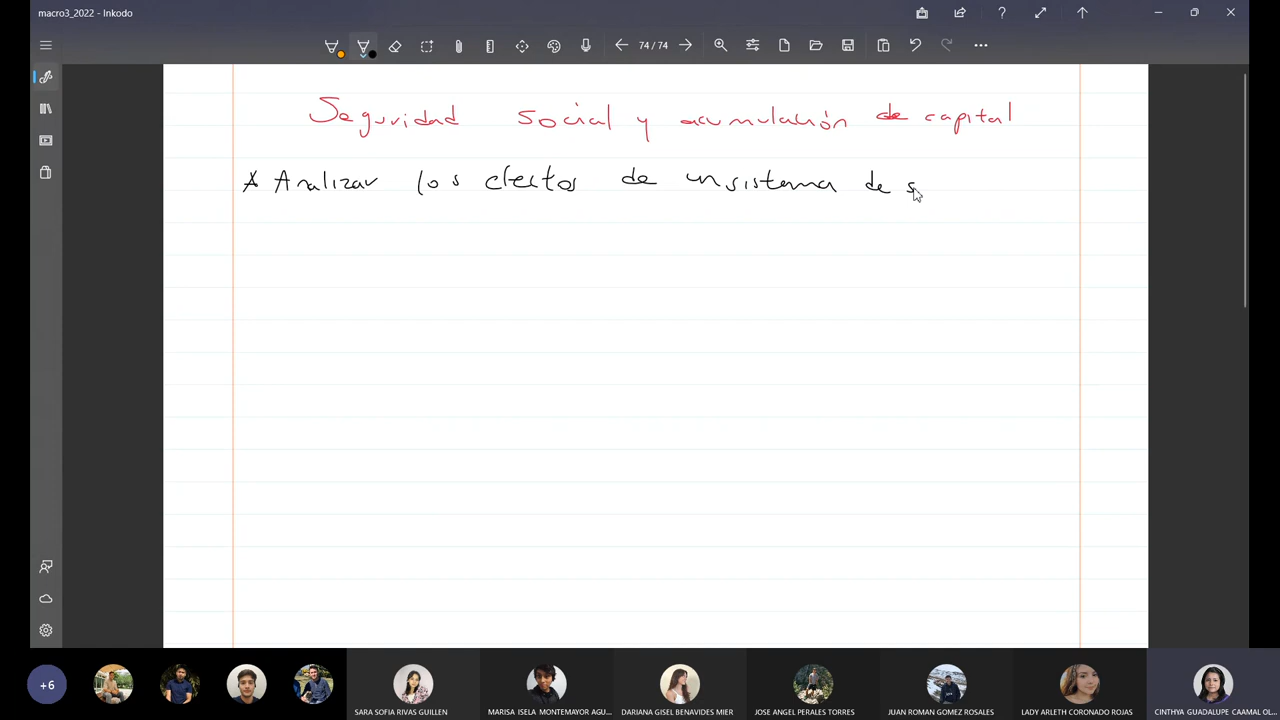 macro3_2022 - Inkodo
74 / 74
Seguridad social y acumulación de capital
* Analizar los efectos de un sistema de s
+6
SARA SOFIA RIVAS GUILLEN
MARISA ISELA MONTEMAYOR AGU...
DARIANA GISEL BENAVIDES MIER
JOSE ANGEL PERALES TORRES
JUAN ROMAN GOMEZ ROSALES
LADY ARLETH CORONADO ROJAS
CINTHYA GUADALUPE CAAMAL OL...